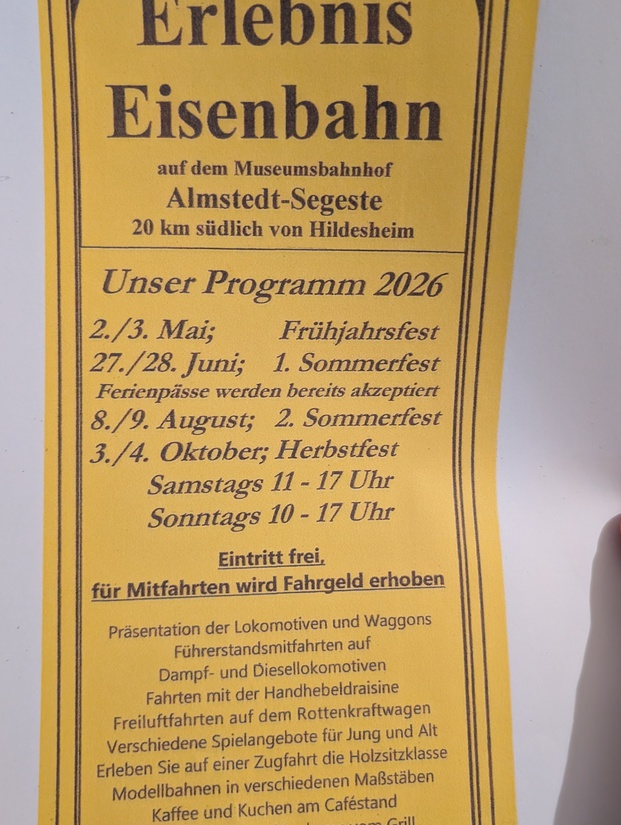 Erlebnis
Eisenbahn
auf dem Museumsbahnhof
Almstedt-Segeste
20 km südlich von Hildesheim
Unser Programm 2026
2./3. Mai; Frühjahrsfest
27./28. Juni; 1. Sommerfest
Ferienpässe werden bereits akzeptiert
8./9. August; 2. Sommerfest
3./4. Oktober; Herbstfest
Samstags 11 - 17 Uhr
Sonntags 10 - 17 Uhr
Eintritt frei,
für Mitfahrten wird Fahrgeld erhoben
Präsentation der Lokomotiven und Waggons
Führerstandsmitfahrten auf
Dampf- und Diesellokomotiven
Fahrten mit der Handhebeldraisine
Freiluftfahrten auf dem Rottenkraftwagen
Verschiedene Spielangebote für Jung und Alt
Erleben Sie auf einer Zugfahrt die Holzsitzklasse
Modellbahnen in verschiedenen Maßstäben
Kaffee und Kuchen am Caféstand
vom Grill